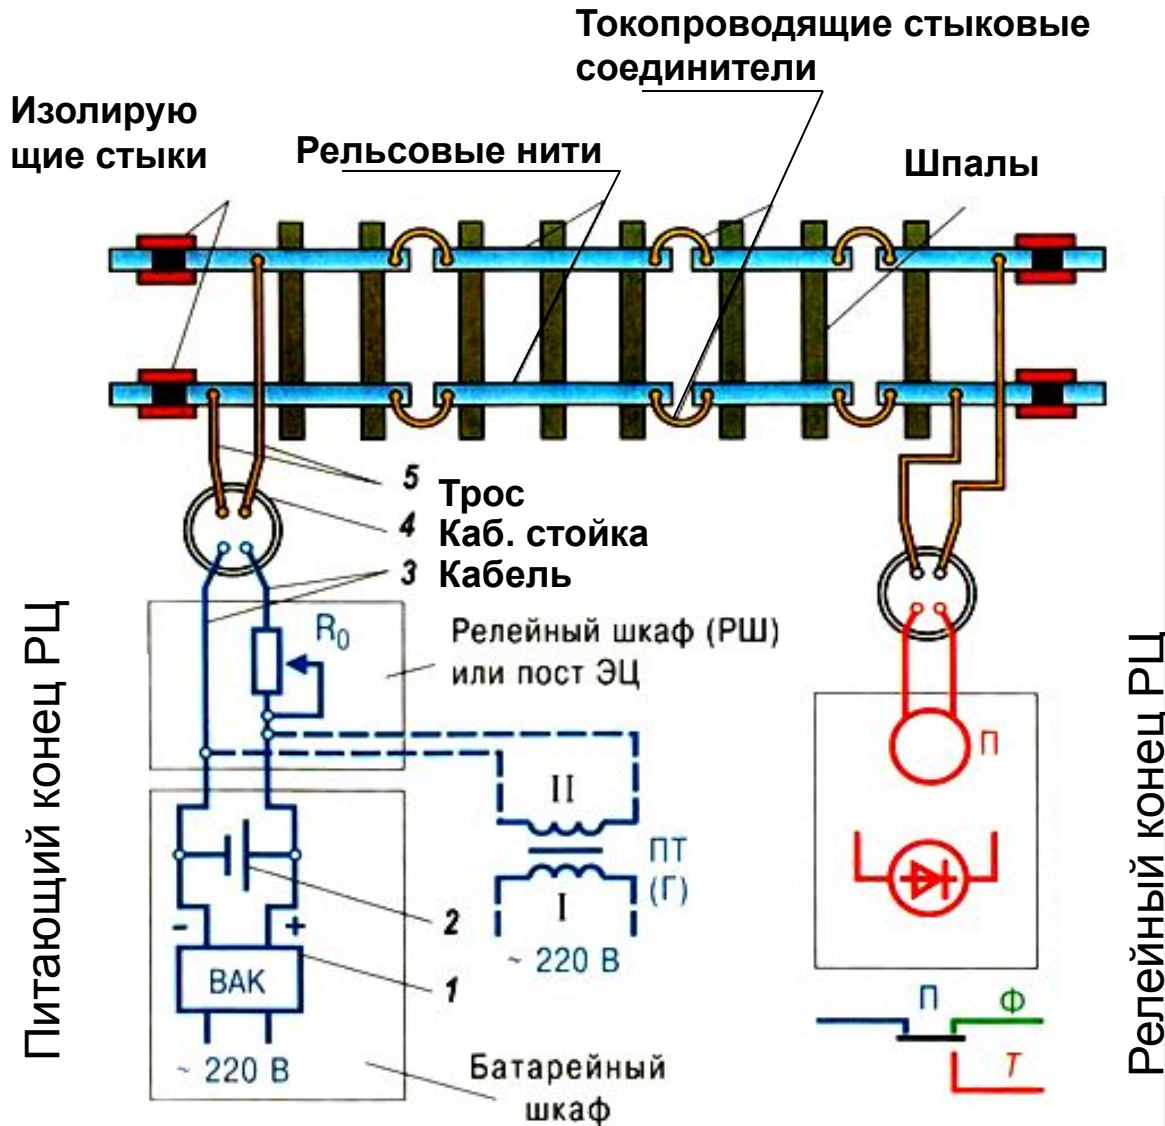 Токопроводящие стыковые
соединители
Изолирую
щие стыки
Рельсовые нити
Шпалы
5 Трос
4 Каб. стойка
3 Кабель
R0
Релейный шкаф (РШ)
или пост ЭЦ
Питающий конец РЦ
Релейный конец РЦ
П
II
ПТ
(Г)
I
~ 220 В
2
- +
ВАК
1
~ 220 В
Батарейный
шкаф
П
Ф
Т